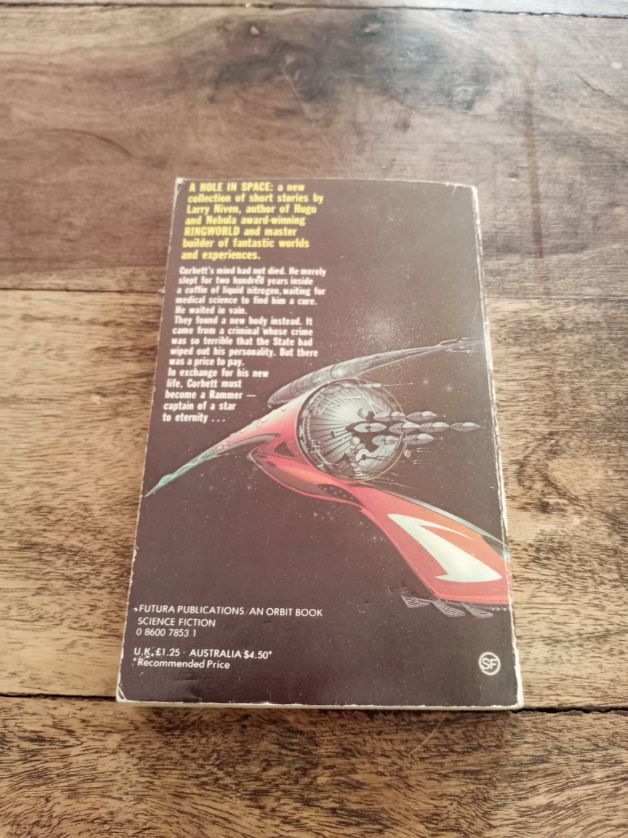 A HOLE IN SPACE: a new
collection of short stories by
Larry Niven, author of Hugo
and Nebula award-winning
RINGWORLD and master
builder of fantastic worlds
and experiences.
Corbett's mind had not died. He merely
slept for two hundred years inside
a coffin of liquid nitrogen, waiting for
medical science to find him a cure.
He waited in vain.
They found a new body instead. It
came from a criminal whose crime
was so terrible that the State had
wiped out his personality. But there
was a price to pay.
In exchange for his new
life, Corbett must
become a Rammer —
captain of a star
to eternity ...
FUTURA PUBLICATIONS/AN ORBIT BOOK
SCIENCE FICTION
0 8600 7853 1
U.K. £1.25 · AUSTRALIA $4.50*
*Recommended Price
SF